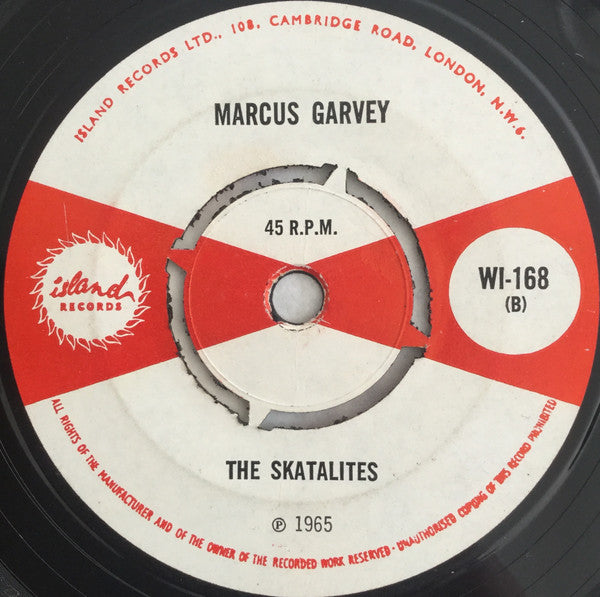 ISLAND RECORDS LTD., 108, CAMBRIDGE ROAD, LONDON, N.W.6.
MARCUS GARVEY
45 R.P.M.
island
RECORDS
WI-168
(B)
THE SKATALITES
℗ 1965
ALL RIGHTS OF THE MANUFACTURER AND OF THE OWNER OF THE RECORDED WORK RESERVED - UNAUTHORISED COPYING OF THIS RECORD PROHIBITED